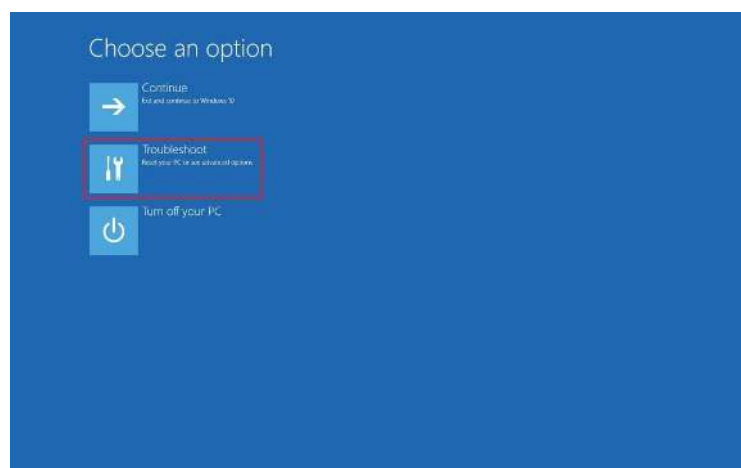 Choose an option
Continue
Exit and continue to Windows 10
Troubleshoot
Reset your PC or see advanced options
Turn off your PC